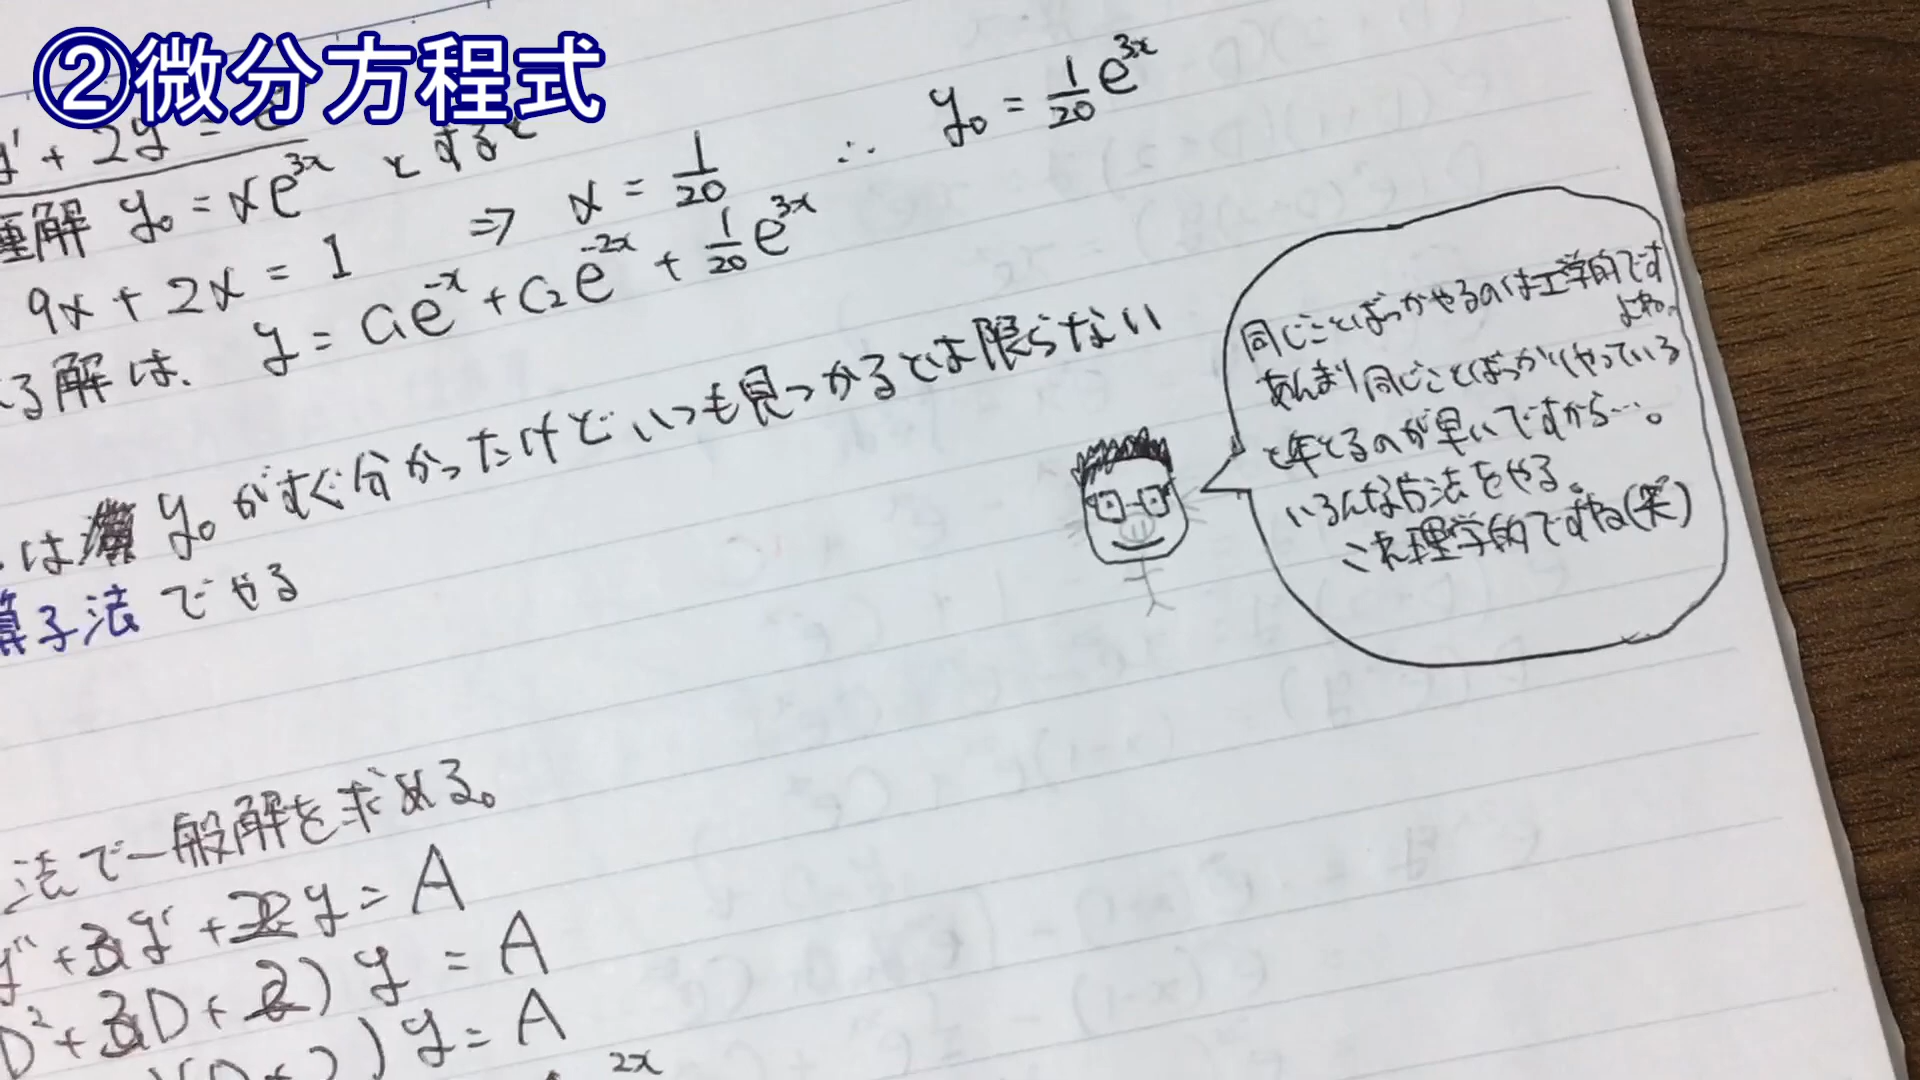 ②微分方程式
y' + 2y = e
種解 y₀ = αe^{3x} とすると
9α + 2α = 1 ⇒ α = 1/20 ∴ y₀ = 1/20 e^{3x}
る解は、 y = C₁e^{-x} + C₂e^{-2x} + 1/20 e^{3x}
は y₀ がすぐ分かったけどいつも見つかるとは限らない
算子法でやる
同じことばっかやるのは工学的です
よね。
あんまり同じことばっかしやっている
と年とるのが早いですから…。
いろんな方法をやる。
これ理学的ですね(笑)
法で一般解を求める。
y'' + 3y' + 2y = A
D² + 3D + 2) y = A
) y = A
2x